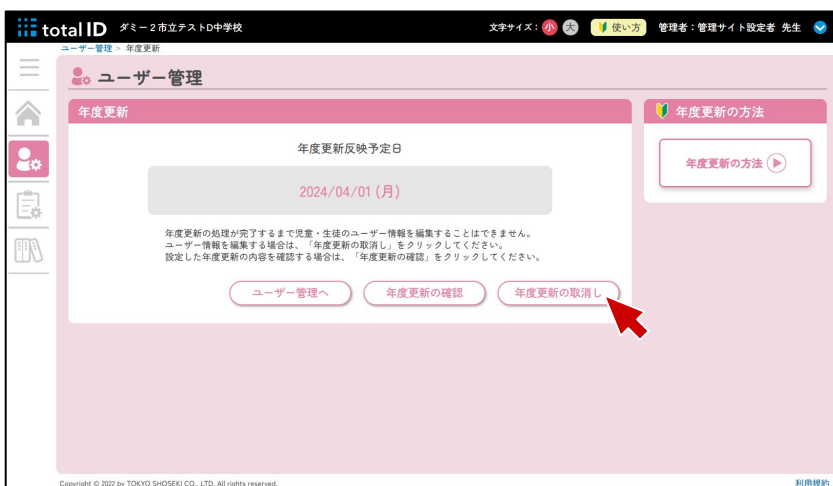 total ID ダミー2市立テストD中学校 文字サイズ: 小 大 使い方 管理者:管理サイト設定者 先生
ユーザー管理 > 年度更新
ユーザー管理
年度更新
年度更新反映予定日
2024/04/01 (月)
年度更新の処理が完了するまで児童・生徒のユーザー情報を編集することはできません。
ユーザー情報を編集する場合は、「年度更新の取消し」をクリックしてください。
設定した年度更新の内容を確認する場合は、「年度更新の確認」をクリックしてください。
ユーザー管理へ 年度更新の確認 年度更新の取消し
年度更新の方法
年度更新の方法
Copyright © 2022 by TOKYO SHOSEKI CO., LTD. All rights reserved. 利用規約